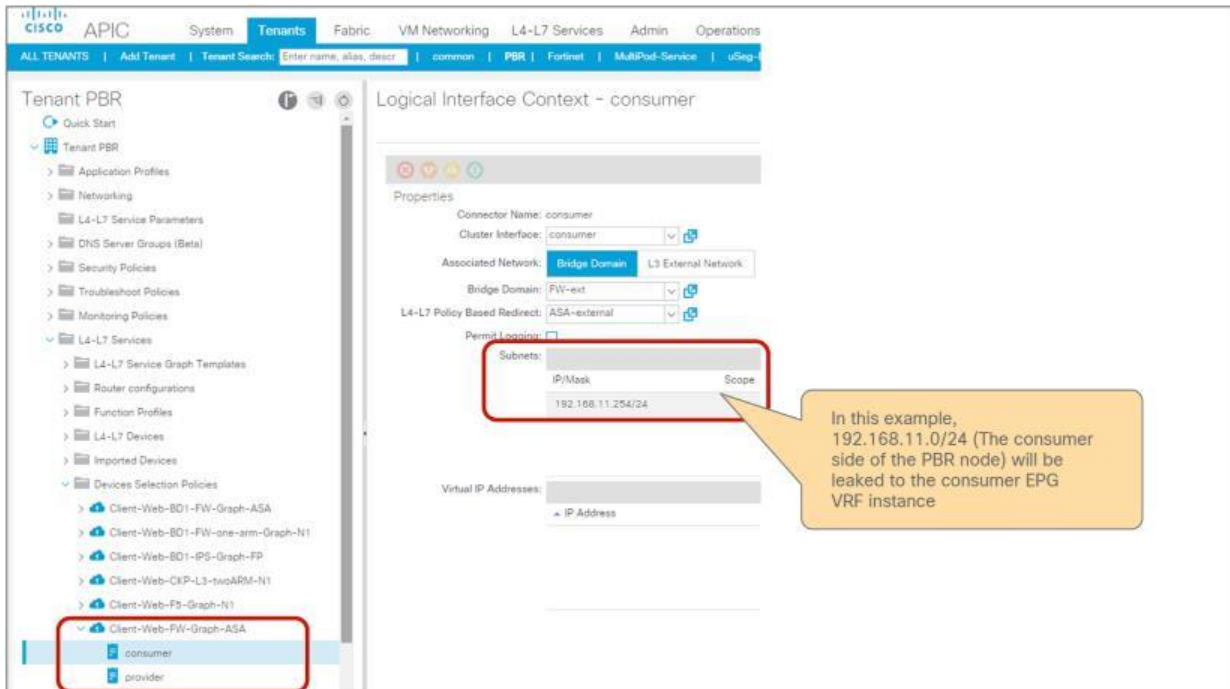 CISCO APIC System Tenants Fabric VM Networking L4-L7 Services Admin Operations
ALL TENANTS | Add Tenant | Tenant Search: Enter name, alias, descr | common | PBR | Fortinet | MultiPod-Service | uSeg-
Tenant PBR
Quick Start
Tenant PBR
Application Profiles
Networking
L4-L7 Service Parameters
DNS Server Groups (Beta)
Security Policies
Troubleshoot Policies
Monitoring Policies
L4-L7 Services
L4-L7 Service Graph Templates
Router configurations
Function Profiles
L4-L7 Devices
Imported Devices
Devices Selection Policies
Client-Web-BD1-FW-Graph-ASA
Client-Web-BD1-FW-one-arm-Graph-N1
Client-Web-BD1-IPS-Graph-FP
Client-Web-CKP-L3-twoARM-N1
Client-Web-F5-Graph-N1
Client-Web-FW-Graph-ASA
consumer
provider
Logical Interface Context - consumer
Properties
Connector Name: consumer
Cluster Interface: consumer
Associated Network: Bridge Domain L3 External Network
Bridge Domain: FW-ext
L4-L7 Policy Based Redirect: ASA-external
Permit Logging:
Subnets:
IP/Mask Scope
192.168.11.254/24
Virtual IP Addresses:
IP Address
In this example,
192.168.11.0/24 (The consumer
side of the PBR node) will be
leaked to the consumer EPG
VRF instance